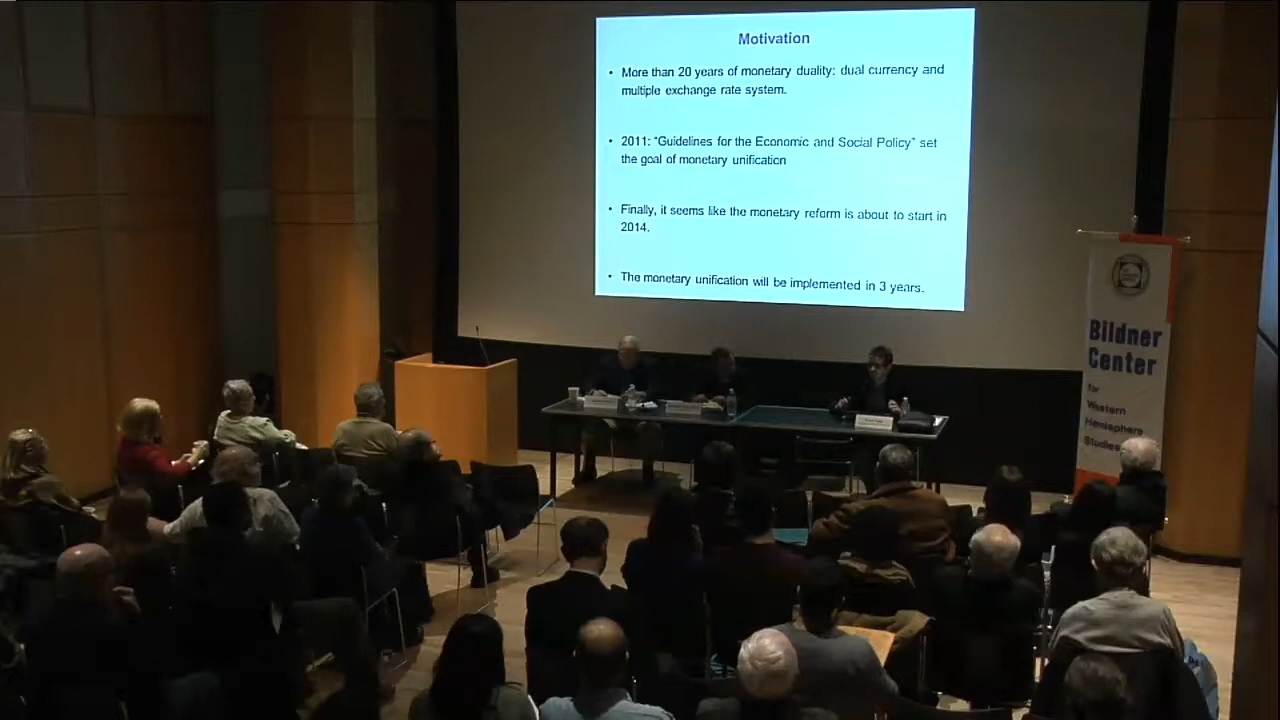 Motivation
• More than 20 years of monetary duality: dual currency and
multiple exchange rate system.
• 2011: “Guidelines for the Economic and Social Policy” set
the goal of monetary unification
• Finally, it seems like the monetary reform is about to start in
2014.
• The monetary unification will be implemented in 3 years.
Bildner
Center
for
Western
Hemisphere
Studies